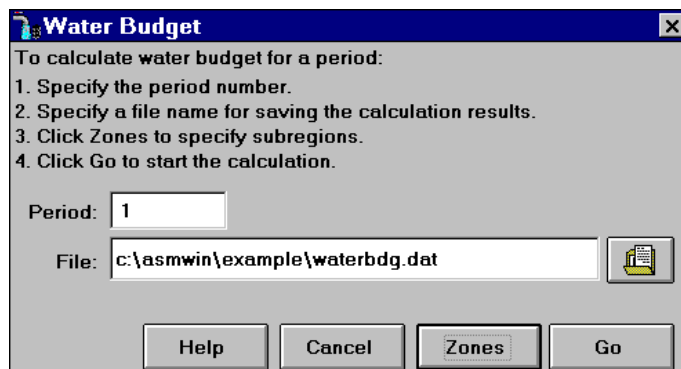 Water Budget
To calculate water budget for a period:
1. Specify the period number.
2. Specify a file name for saving the calculation results.
3. Click Zones to specify subregions.
4. Click Go to start the calculation.
Period: 1
File: c:\asmwin\example\waterbdg.dat
Help Cancel Zones Go